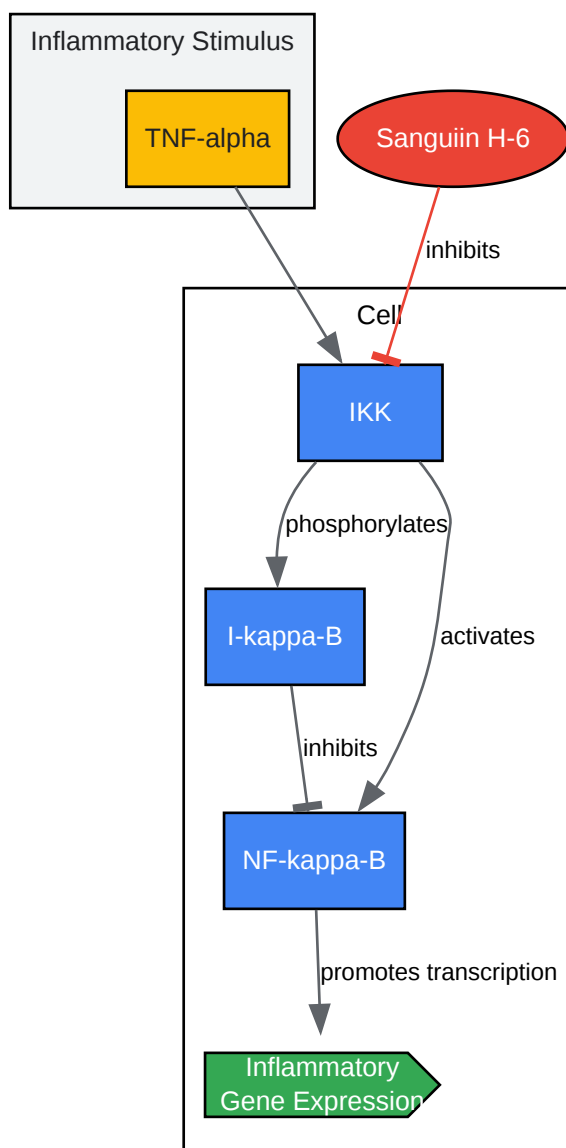 Inflammatory Stimulus
TNF-alpha
Sanguiin H-6
inhibits
Cell
IKK
phosphorylates
I-kappa-B
activates
inhibits
NF-kappa-B
promotes transcription
Inflammatory
Gene Expression